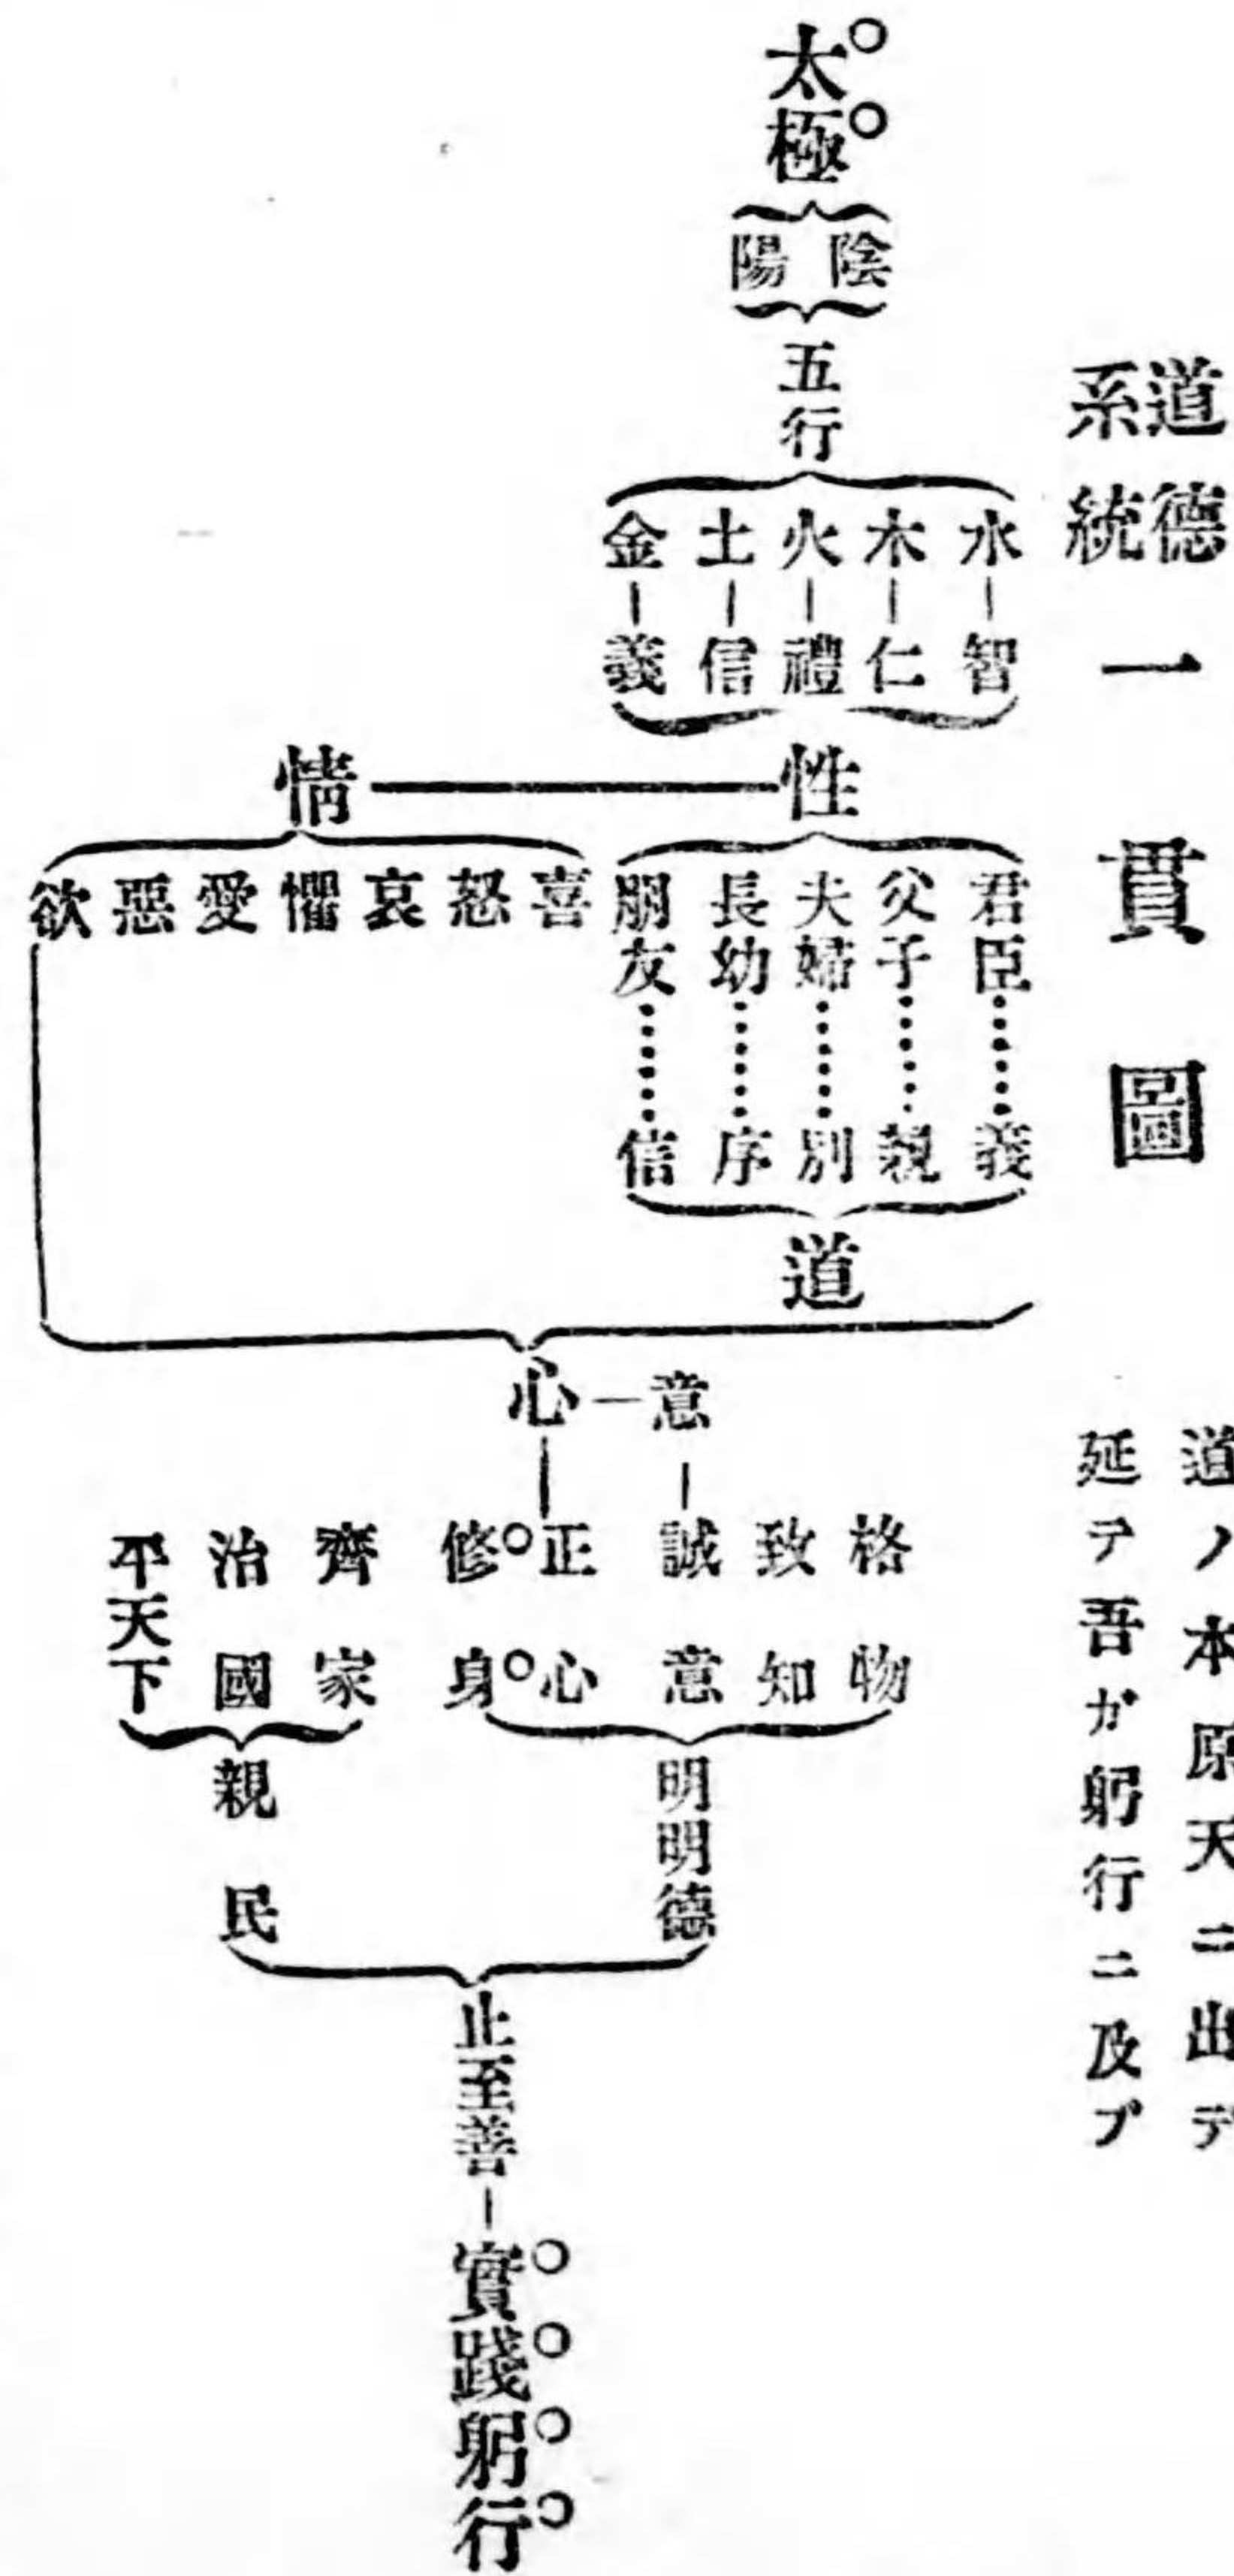 道德
系統
一貫圖
道ノ本原天ニ出デ
延テ吾ガ躬行ニ及ブ
太極
陰
陽
五行
水 木 火 土 金
智 仁 禮 信 義
性
情
君臣 父子 夫婦 長幼 朋友
義 親 別 序 信
喜 怒 哀 懼 愛 惡 欲
道
意
心
格物
致知
誠意
正心
修身
齊家
治國
平天下
明明德
親民
止至善
實踐躬行